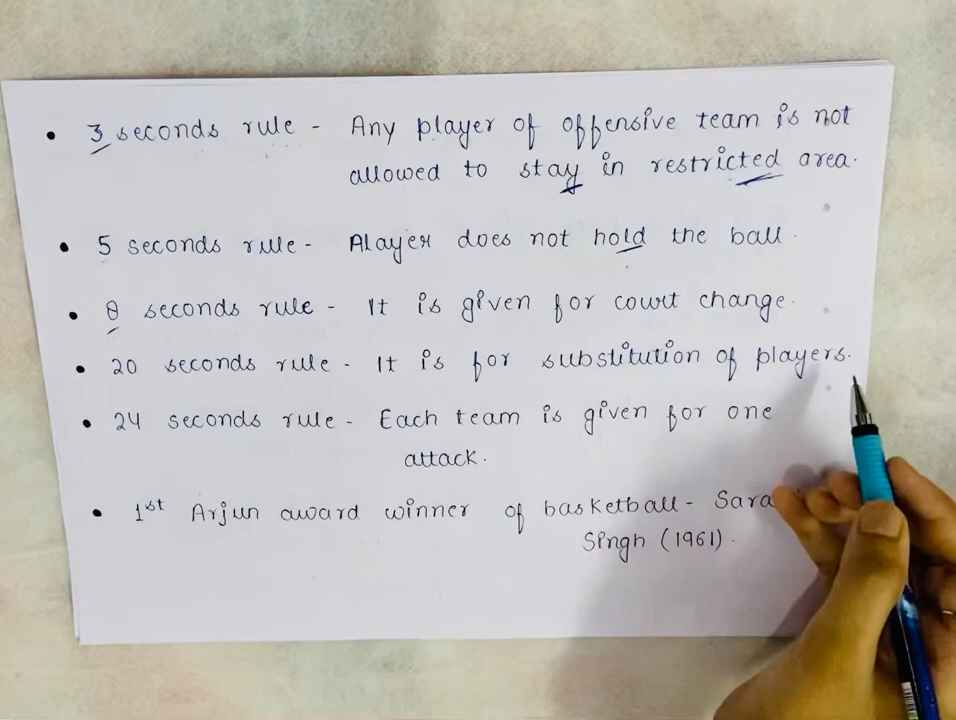 • 3 seconds rule - Any player of offensive team is not
allowed to stay in restricted area.
• 5 seconds rule - Alayer does not hold the ball.
• 8 seconds rule - It is given for court change.
• 20 seconds rule - It is for substitution of players.
• 24 seconds rule - Each team is given for one
attack.
• 1st Arjun award winner of basketball - Sara
Singh (1961).